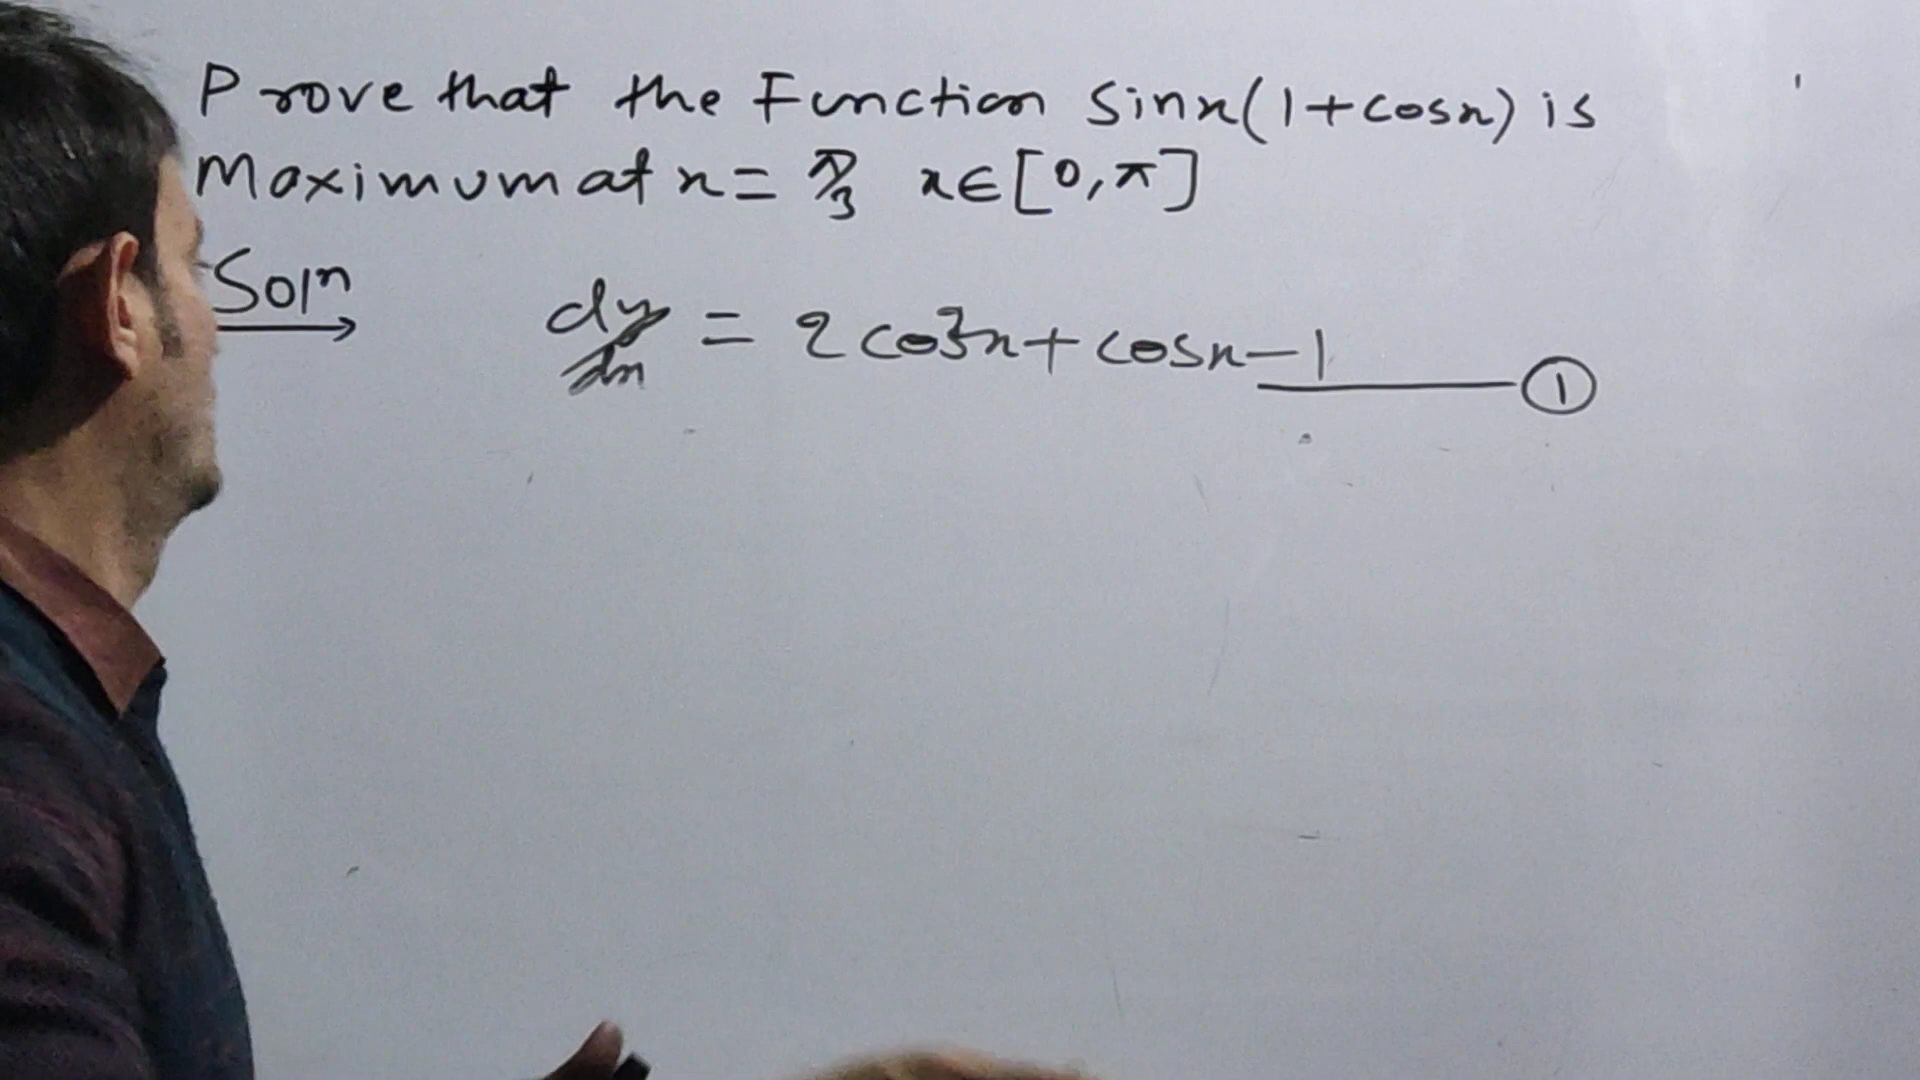 Prove that the Function sinx(1+cosx) is
Maximum at x = π/3 x∈[0,π]
Solⁿ
dy/dx = 2cos²x+cosx-1 ①